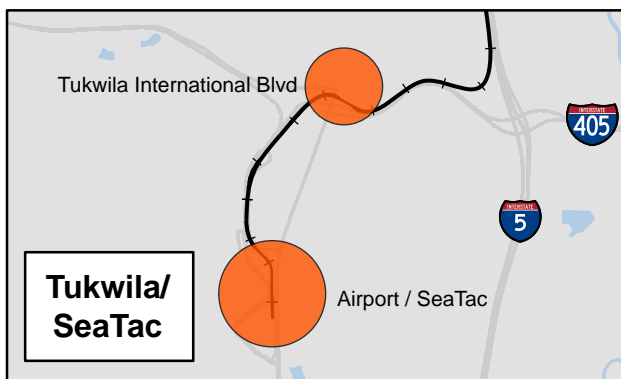 Tukwila International Blvd
INTERSTATE
405
INTERSTATE
5
Tukwila/
SeaTac
Airport / SeaTac